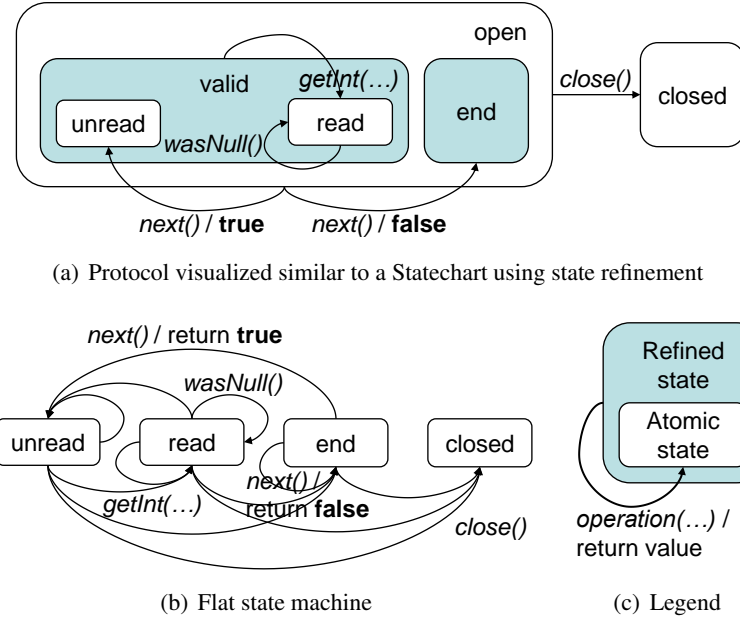 open
valid
getInt(…)
close()
unread
read
end
closed
wasNull()
next() / true
next() / false
(a) Protocol visualized similar to a Statechart using state refinement
next() / return true
wasNull()
unread
read
end
closed
getInt(…)
next() /
return false
close()
(b) Flat state machine
Refined
state
Atomic
state
operation(…) /
return value
(c) Legend